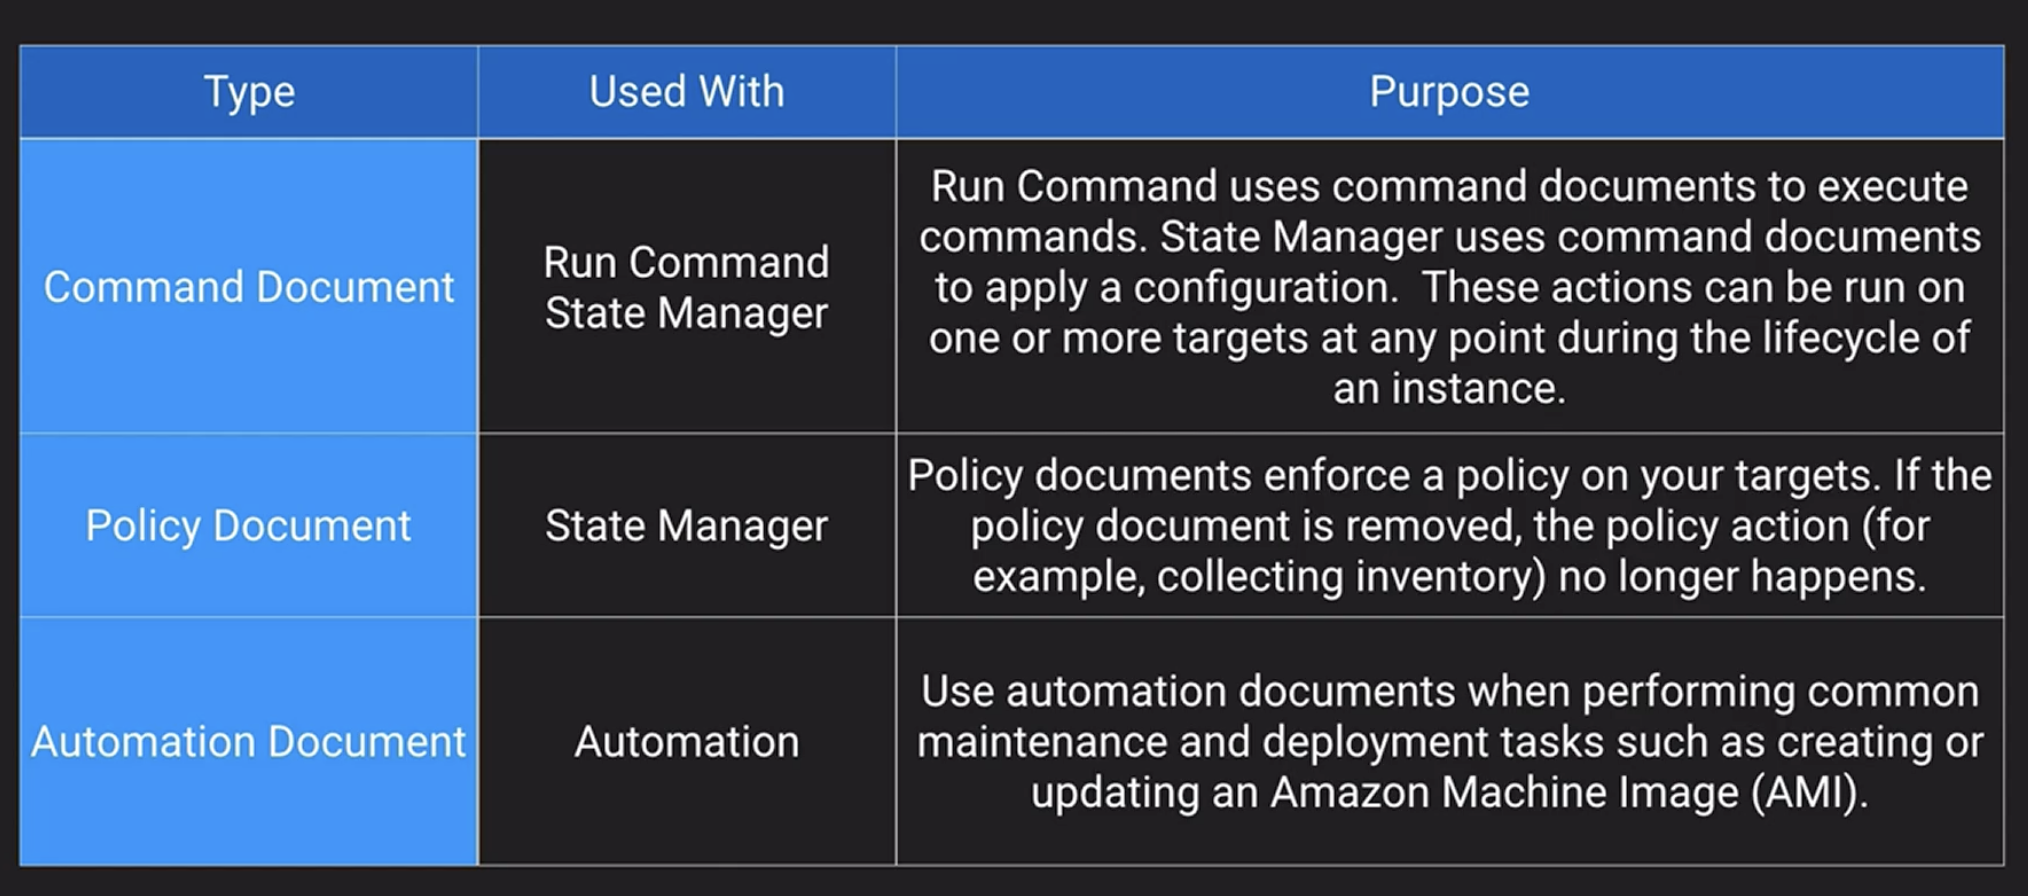 Type
Used With
Purpose
Command Document
Run Command
State Manager
Run Command uses command documents to execute
commands. State Manager uses command documents
to apply a configuration.  These actions can be run on
one or more targets at any point during the lifecycle of
an instance.
Policy Document
State Manager
Policy documents enforce a policy on your targets. If the
policy document is removed, the policy action (for
example, collecting inventory) no longer happens.
Automation Document
Automation
Use automation documents when performing common
maintenance and deployment tasks such as creating or
updating an Amazon Machine Image (AMI).